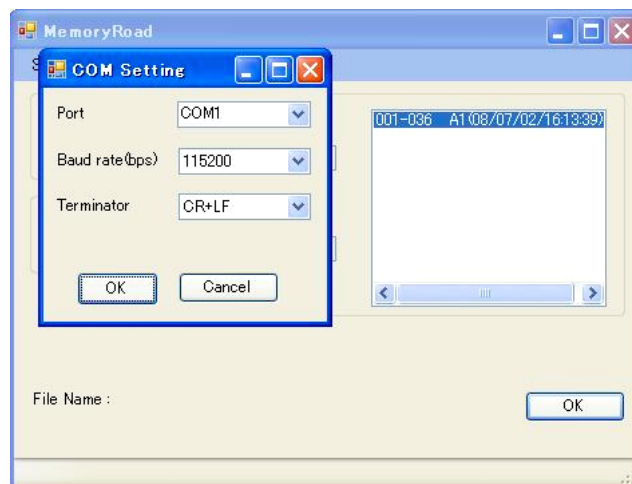 MemoryRoad
S
COM Setting
Port COM1
Baud rate(bps) 115200
Terminator CR+LF
OK Cancel
001-036 A1(08/07/02/16:13:39)
File Name :
OK